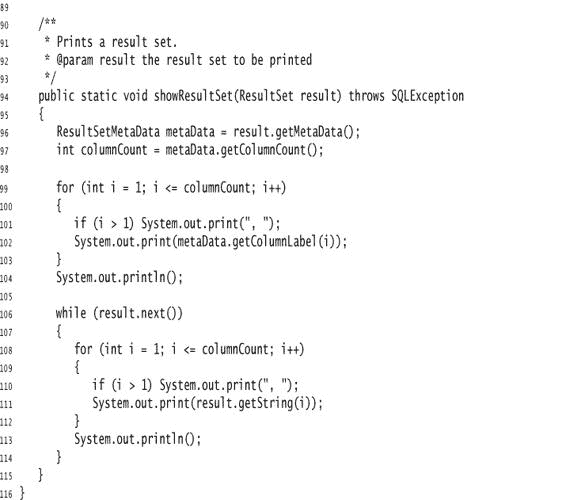 89
90 /**
91 * Prints a result set.
92 * @param result the result set to be printed
93 */
94 public static void showResultSet(ResultSet result) throws SQLException
95 {
96 ResultSetMetaData metaData = result.getMetaData();
97 int columnCount = metaData.getColumnCount();
98
99 for (int i = 1; i <= columnCount; i++)
100 {
101 if (i > 1) System.out.print(", ");
102 System.out.print(metaData.getColumnLabel(i));
103 }
104 System.out.println();
105
106 while (result.next())
107 {
108 for (int i = 1; i <= columnCount; i++)
109 {
110 if (i > 1) System.out.print(", ");
111 System.out.print(result.getString(i));
112 }
113 System.out.println();
114 }
115 }
116 }